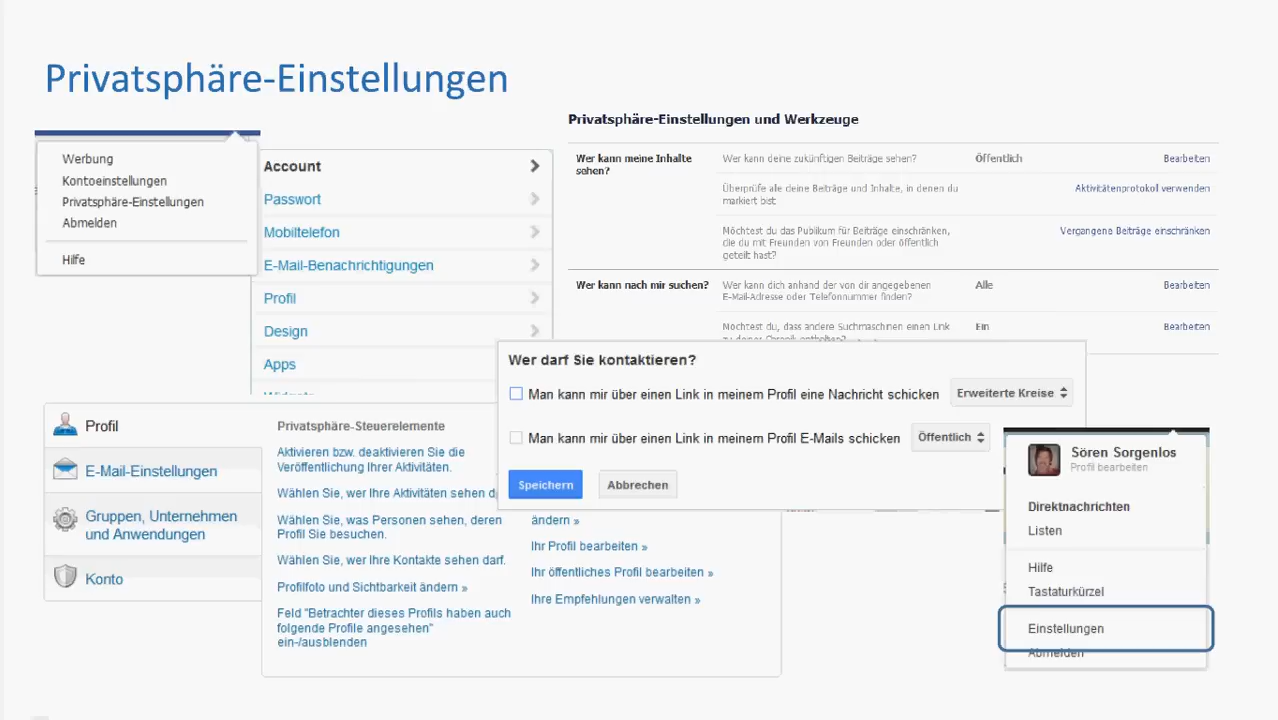 Privatsphäre-Einstellungen
Werbung
Kontoeinstellungen
Privatsphäre-Einstellungen
Abmelden
Hilfe
Account
Passwort
Mobiltelefon
E-Mail-Benachrichtigungen
Profil
Design
Apps
Privatsphäre-Einstellungen und Werkzeuge
Wer kann meine Inhalte
sehen?
Wer kann deine zukünftigen Beiträge sehen?
Öffentlich
Bearbeiten
Überprüfe alle deine Beiträge und Inhalte, in denen du
markiert bist
Aktivitätenprotokoll verwenden
Möchtest du das Publikum für Beiträge einschränken,
die du mit Freunden von Freunden oder öffentlich
geteilt hast?
Vergangene Beiträge einschränken
Wer kann nach mir suchen?
Wer kann dich anhand der von dir angegebenen
E-Mail-Adresse oder Telefonnummer finden?
Alle
Bearbeiten
Möchtest du, dass andere Suchmaschinen einen Link
zu deiner Chronik enthalten?
Ein
Bearbeiten
Wer darf Sie kontaktieren?
Man kann mir über einen Link in meinem Profil eine Nachricht schicken
Erweiterte Kreise
Man kann mir über einen Link in meinem Profil E-Mails schicken
Öffentlich
Speichern
Abbrechen
Profil
E-Mail-Einstellungen
Gruppen, Unternehmen
und Anwendungen
Konto
Privatsphäre-Steuerelemente
Aktivieren bzw. deaktivieren Sie die
Veröffentlichung Ihrer Aktivitäten.
Wählen Sie, wer Ihre Aktivitäten sehen
Wählen Sie, was Personen sehen, deren
Profil Sie besuchen.
Wählen Sie, wer Ihre Kontakte sehen darf.
Profilfoto und Sichtbarkeit ändern »
Feld "Betrachter dieses Profils haben auch
folgende Profile angesehen"
ein-/ausblenden
ändern »
Ihr Profil bearbeiten »
Ihr öffentliches Profil bearbeiten »
Ihre Empfehlungen verwalten »
Sören Sorgenlos
Profil bearbeiten
Direktnachrichten
Listen
Hilfe
Tastaturkürzel
Einstellungen
Abmelden